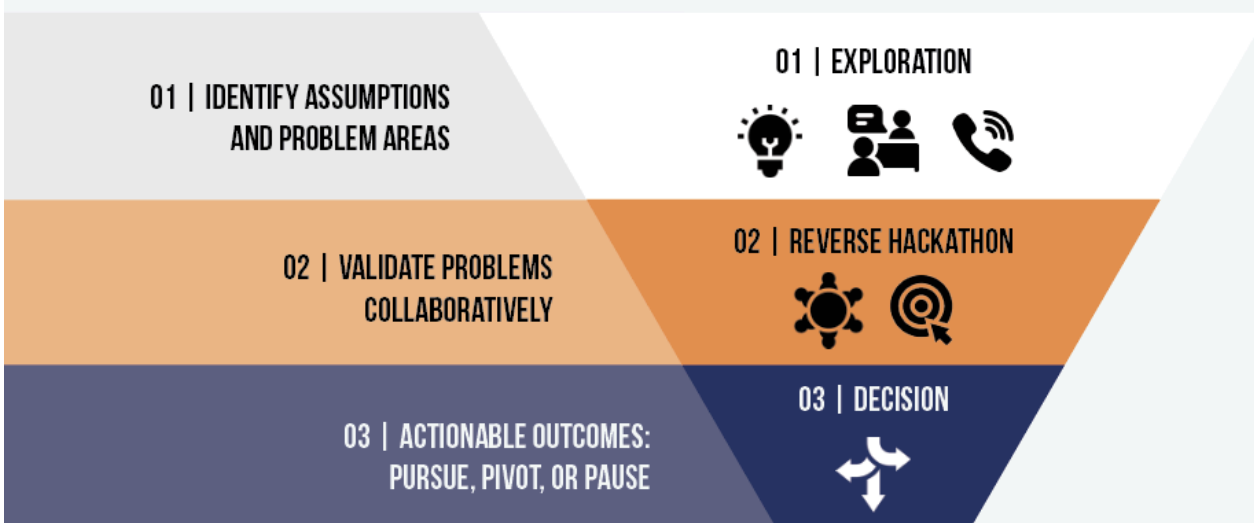 01 | IDENTIFY ASSUMPTIONS
AND PROBLEM AREAS
01 | EXPLORATION
02 | VALIDATE PROBLEMS
COLLABORATIVELY
02 | REVERSE HACKATHON
03 | ACTIONABLE OUTCOMES:
PURSUE, PIVOT, OR PAUSE
03 | DECISION